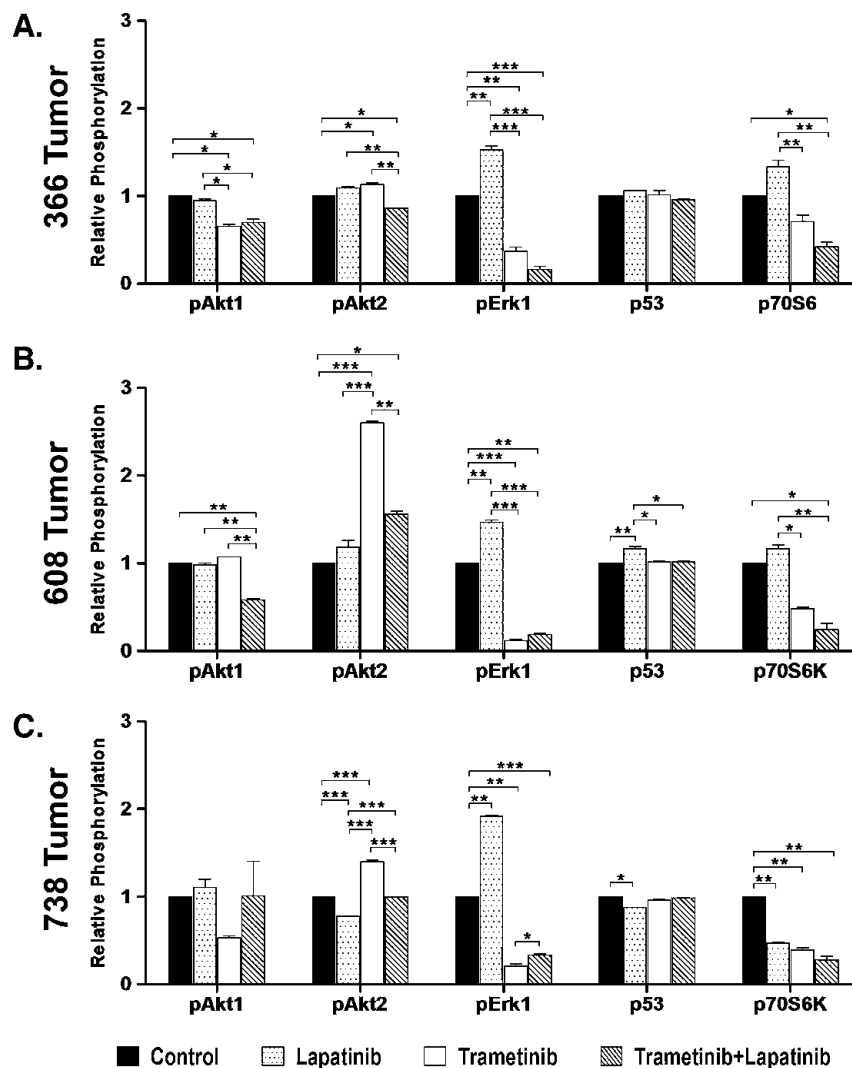 A.
366 Tumor
Relative Phosphorylation
3
2
1
0
* * * *
* * ** **
*** ** ** *** ***
* ** **
pAkt1 pAkt2 pErk1 p53 p70S6
B.
608 Tumor
Relative Phosphorylation
3
2
1
0
** ** **
* *** *** **
** *** ** *** ***
** * *
* ** *
pAkt1 pAkt2 pErk1 p53 p70S6K
C.
738 Tumor
Relative Phosphorylation
3
2
1
0
*** *** *** *** ***
*** ** ** *
*
** ** **
pAkt1 pAkt2 pErk1 p53 p70S6K
Control Lapatinib Trametinib Trametinib+Lapatinib